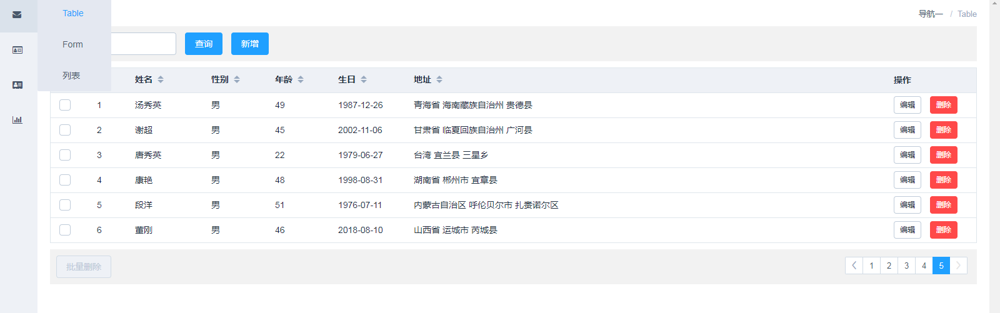 Table
Form
列表
导航一 / Table
查询 新增
姓名 性别 年龄 生日 地址 操作
1 汤秀英 男 49 1987-12-26 青海省 海南藏族自治州 贵德县 编辑 删除
2 谢超 男 45 2002-11-06 甘肃省 临夏回族自治州 广河县 编辑 删除
3 唐秀英 男 22 1979-06-27 台湾 宜兰县 三星乡 编辑 删除
4 康艳 男 48 1998-08-31 湖南省 郴州市 宜章县 编辑 删除
5 段洋 男 51 1976-07-11 内蒙古自治区 呼伦贝尔市 扎赉诺尔区 编辑 删除
6 董刚 男 46 2018-08-10 山西省 运城市 芮城县 编辑 删除
批量删除 1 2 3 4 5